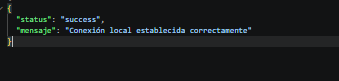 {
"status": "success",
"mensaje": "Conexión local establecida correctamente"
}